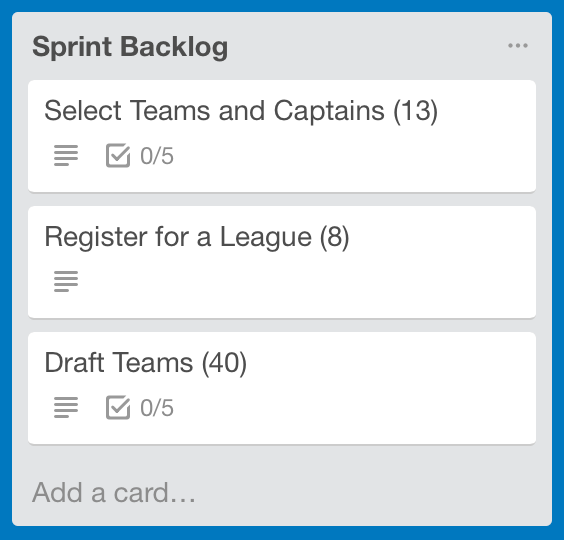 Sprint Backlog
Select Teams and Captains (13)
0/5
Register for a League (8)
Draft Teams (40)
0/5
Add a card…